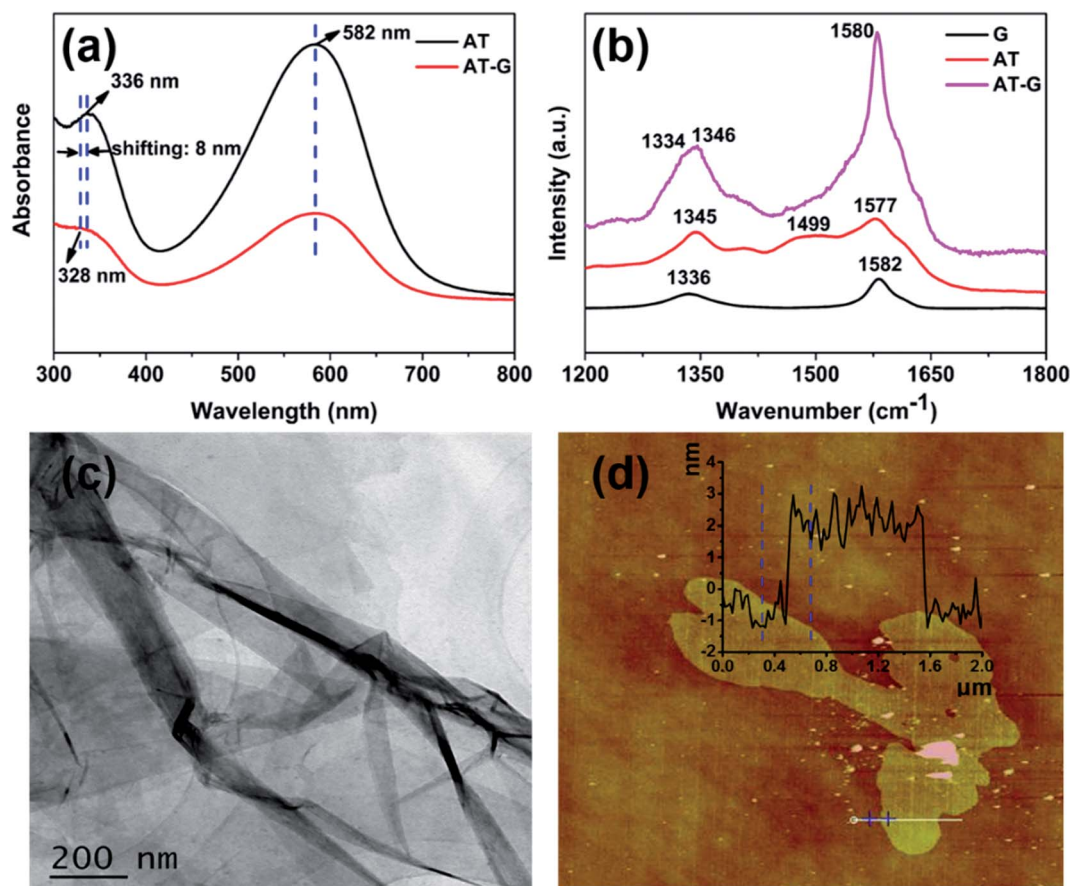 (a)
582 nm
AT
AT-G
336 nm
shifting: 8 nm
328 nm
Absorbance
300 400 500 600 700 800
Wavelength (nm)
(b)
1580
G
AT
AT-G
1334 1346
1345
1499
1577
1336
1582
Intensity (a.u.)
1200 1350 1500 1650 1800
Wavenumber (cm-1)
(c)
200 nm
(d)
nm
4
3
2
1
0
-1
-2
0.0 0.4 0.8 1.2 1.6 2.0
µm